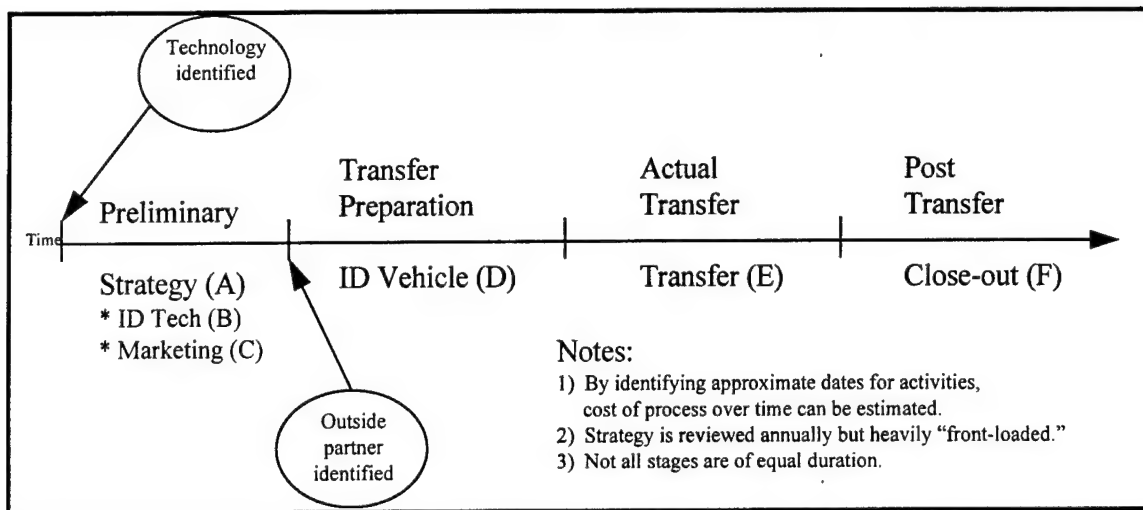 Technology
identified
Transfer
Preparation
Actual
Transfer
Post
Transfer
Preliminary
Time
Strategy (A)
* ID Tech (B)
* Marketing (C)
ID Vehicle (D)
Transfer (E)
Close-out (F)
Outside
partner
identified
Notes:
1) By identifying approximate dates for activities,
cost of process over time can be estimated.
2) Strategy is reviewed annually but heavily “front-loaded.”
3) Not all stages are of equal duration.